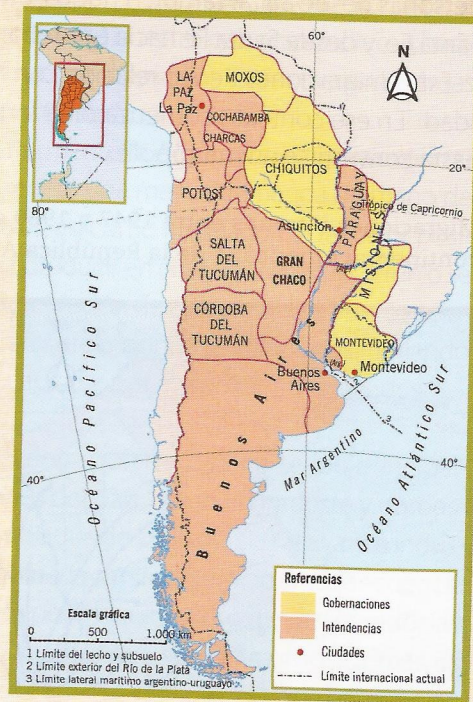 60°
N
LA
PAZ
MOXOS
La Paz
COCHABAMBA
CHARCAS
CHIQUITOS
20°
POTOSÍ
PARAGUAY
Trópico de Capricornio
80°
Asunción
MISIONES
SALTA
DEL
TUCUMÁN
GRAN
CHACO
CÓRDOBA
DEL
TUCUMÁN
MONTEVIDEO
Montevideo
Buenos
Aires
2
3
Buenos Aires
Mar Argentino
Océano Pacífico Sur
Océano Atlántico Sur
40°
40°
Referencias
Gobernaciones
Intendencias
Ciudades
Límite internacional actual
Escala gráfica
0 500 1.000 km
1 Límite del lecho y subsuelo
2 Límite exterior del Río de la Plata
3 Límite lateral marítimo argentino-uruguayo